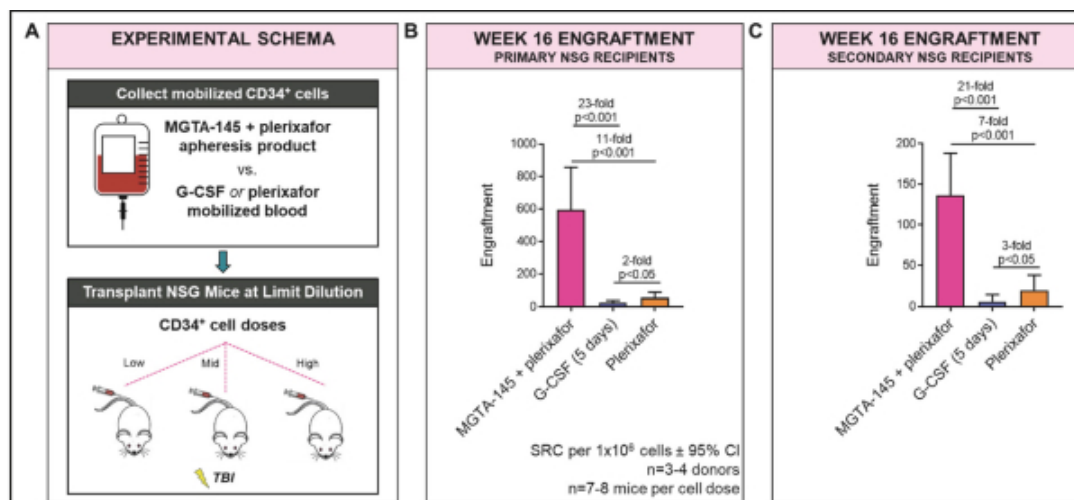 A
EXPERIMENTAL SCHEMA
Collect mobilized CD34⁺ cells
MGTA-145 + plerixafor
apheresis product
vs.
G-CSF or plerixafor
mobilized blood
Transplant NSG Mice at Limit Dilution
CD34⁺ cell doses
Low
Mid
High
TBI
B
WEEK 16 ENGRAFTMENT
PRIMARY NSG RECIPIENTS
23-fold
p<0.001
11-fold
p<0.001
2-fold
p<0.05
1000
800
600
400
200
0
Engraftment
MGTA-145 + plerixafor
G-CSF (5 days)
Plerixafor
SRC per 1x10⁶ cells ± 95% CI
n=3-4 donors
n=7-8 mice per cell dose
C
WEEK 16 ENGRAFTMENT
SECONDARY NSG RECIPIENTS
21-fold
p<0.001
7-fold
p<0.001
3-fold
p<0.05
200
150
100
50
0
Engraftment
MGTA-145 + plerixafor
G-CSF (5 days)
Plerixafor